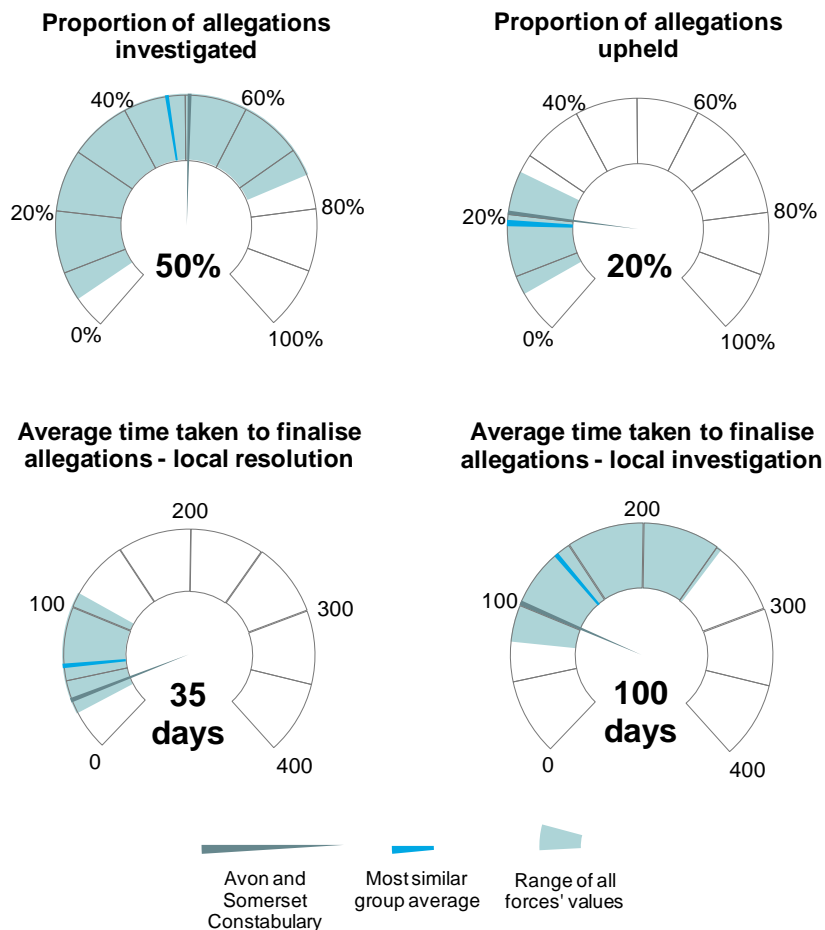 Proportion of allegations
investigated
40%
60%
20%
80%
50%
0%
100%
Proportion of allegations
upheld
40%
60%
20%
80%
20%
0%
100%
Average time taken to finalise
allegations - local resolution
200
100
300
35
days
0
400
Average time taken to finalise
allegations - local investigation
200
100
300
100
days
0
400
Avon and
Somerset
Constabulary
Most similar
group average
Range of all
forces' values